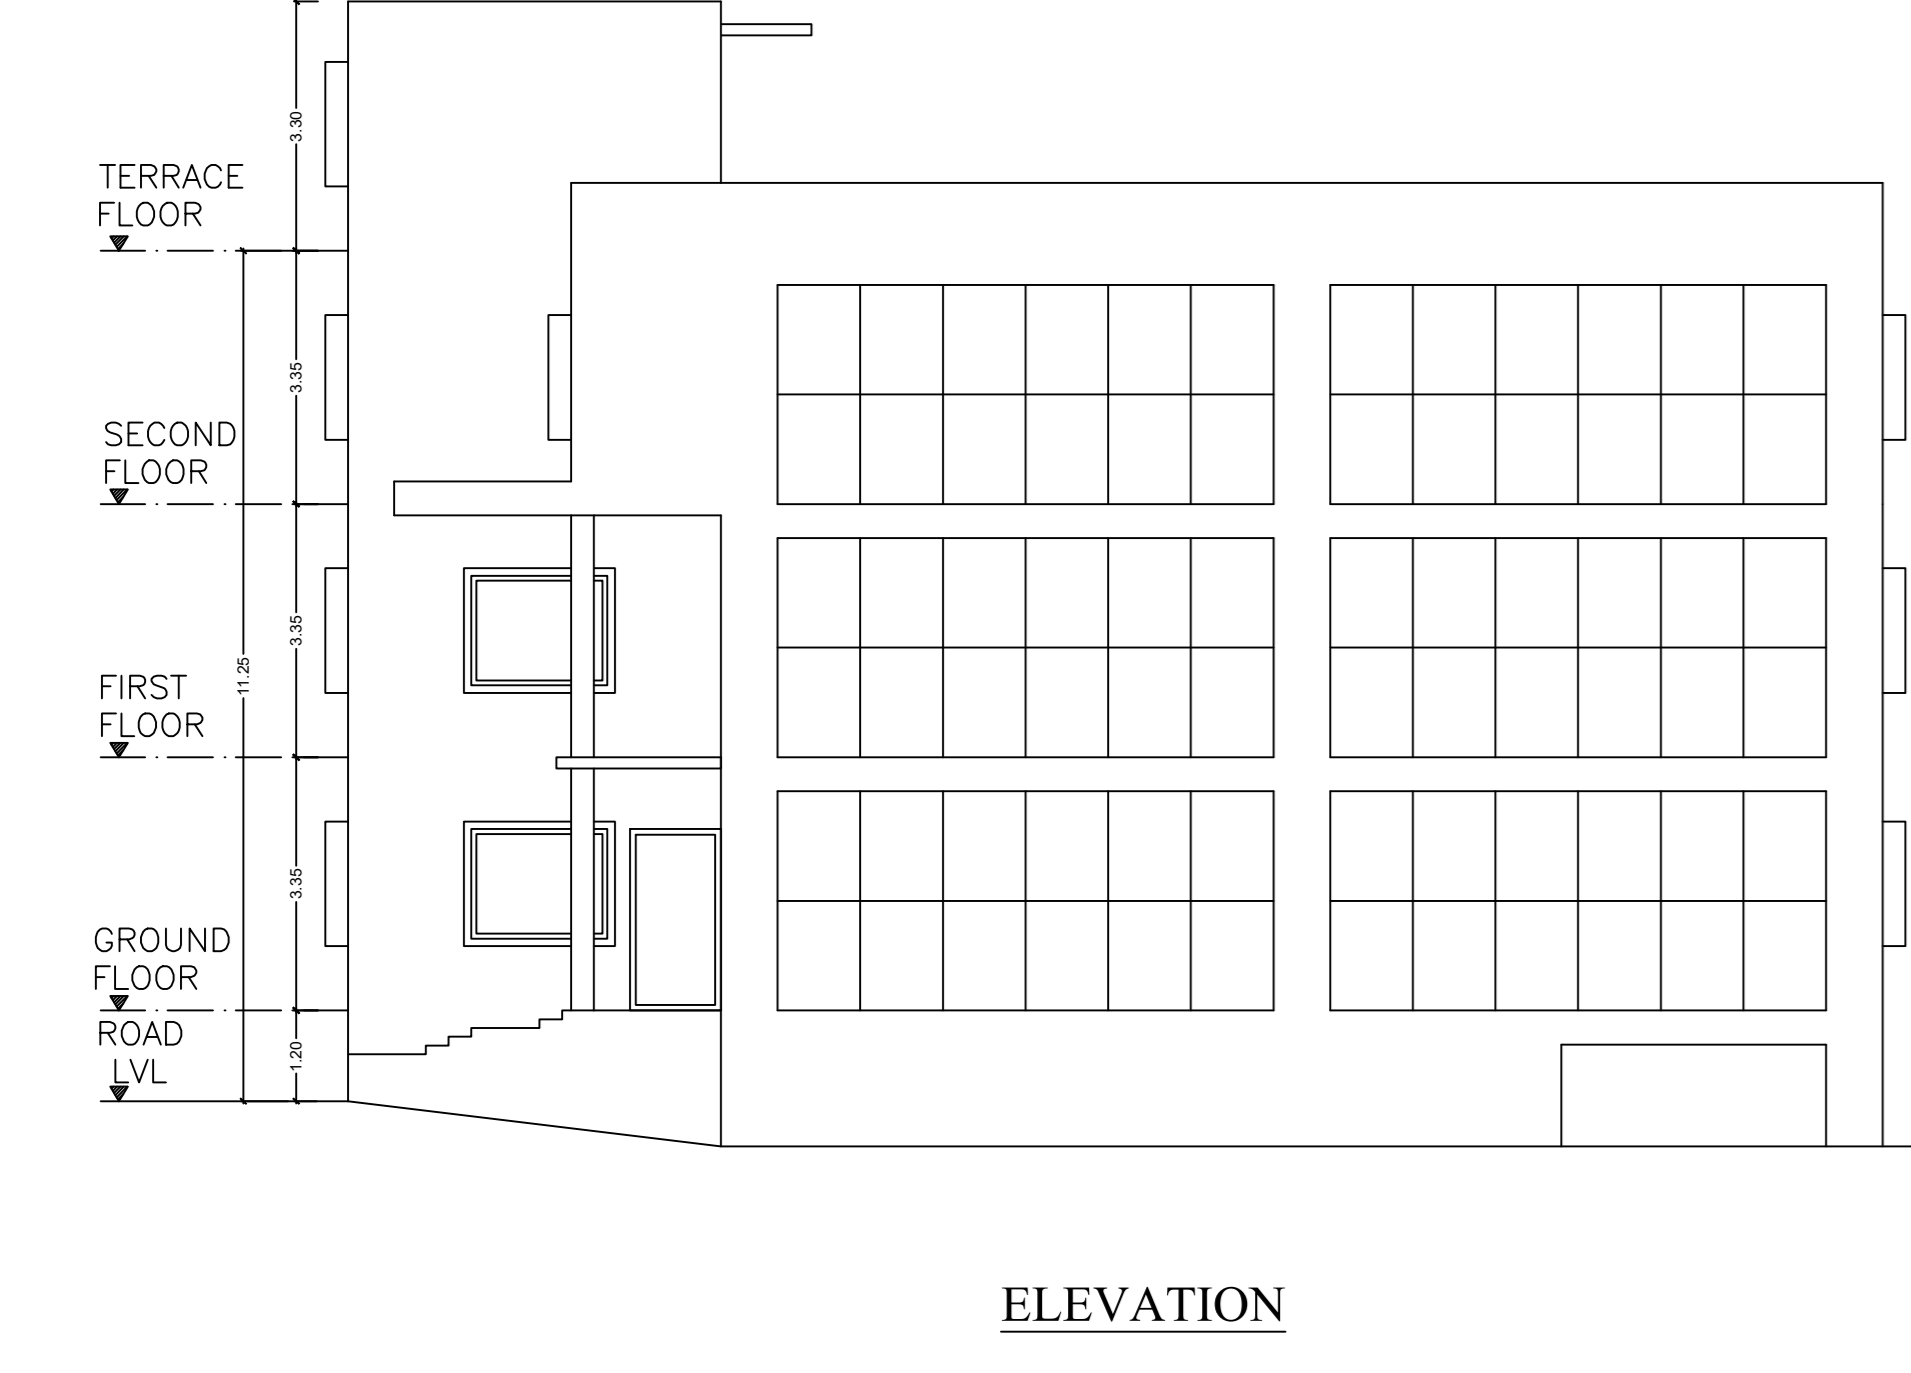 3.30
TERRACE
FLOOR
3.35
SECOND
FLOOR
3.35
11.25
FIRST
FLOOR
3.35
GROUND
FLOOR
ROAD
LVL
1.20
ELEVATION